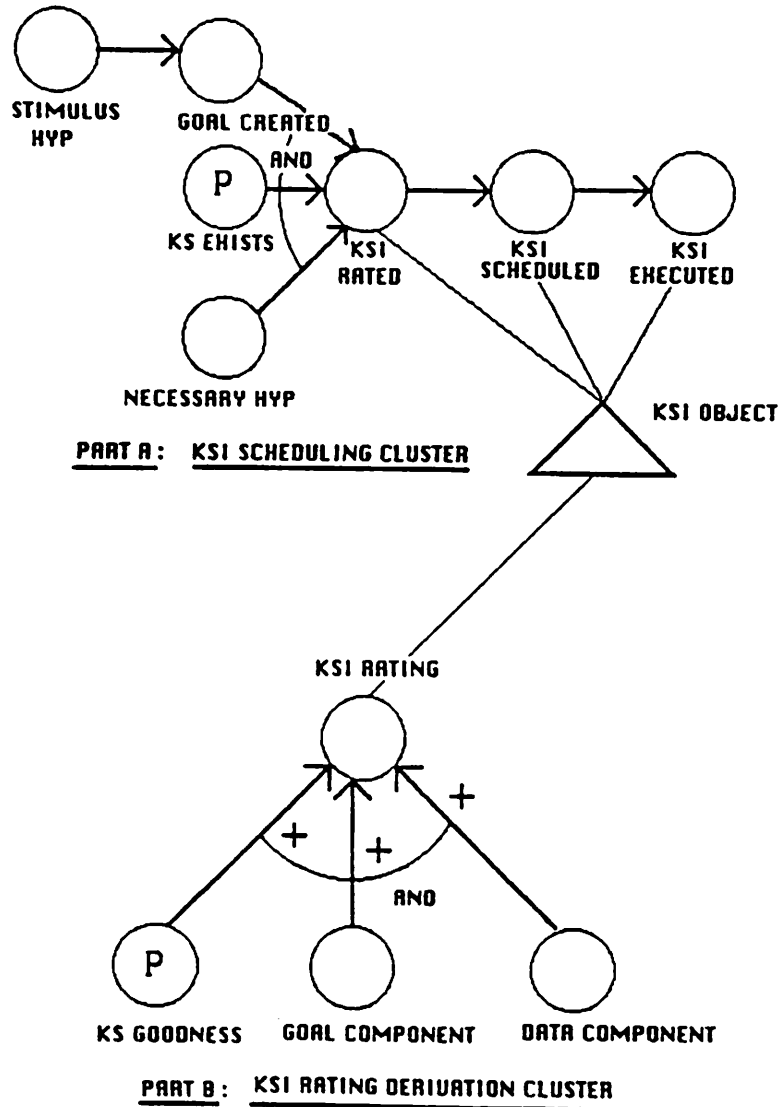 STIMULUS
HYP
GOAL CREATED
AND
P
KS EXISTS
KSI
RATED
KSI
SCHEDULED
KSI
EXECUTED
NECESSARY HYP
KSI OBJECT
PART A: KSI SCHEDULING CLUSTER
KSI RATING
+
+
+
AND
P
KS GOODNESS
GOAL COMPONENT
DATA COMPONENT
PART B: KSI RATING DERIVATION CLUSTER